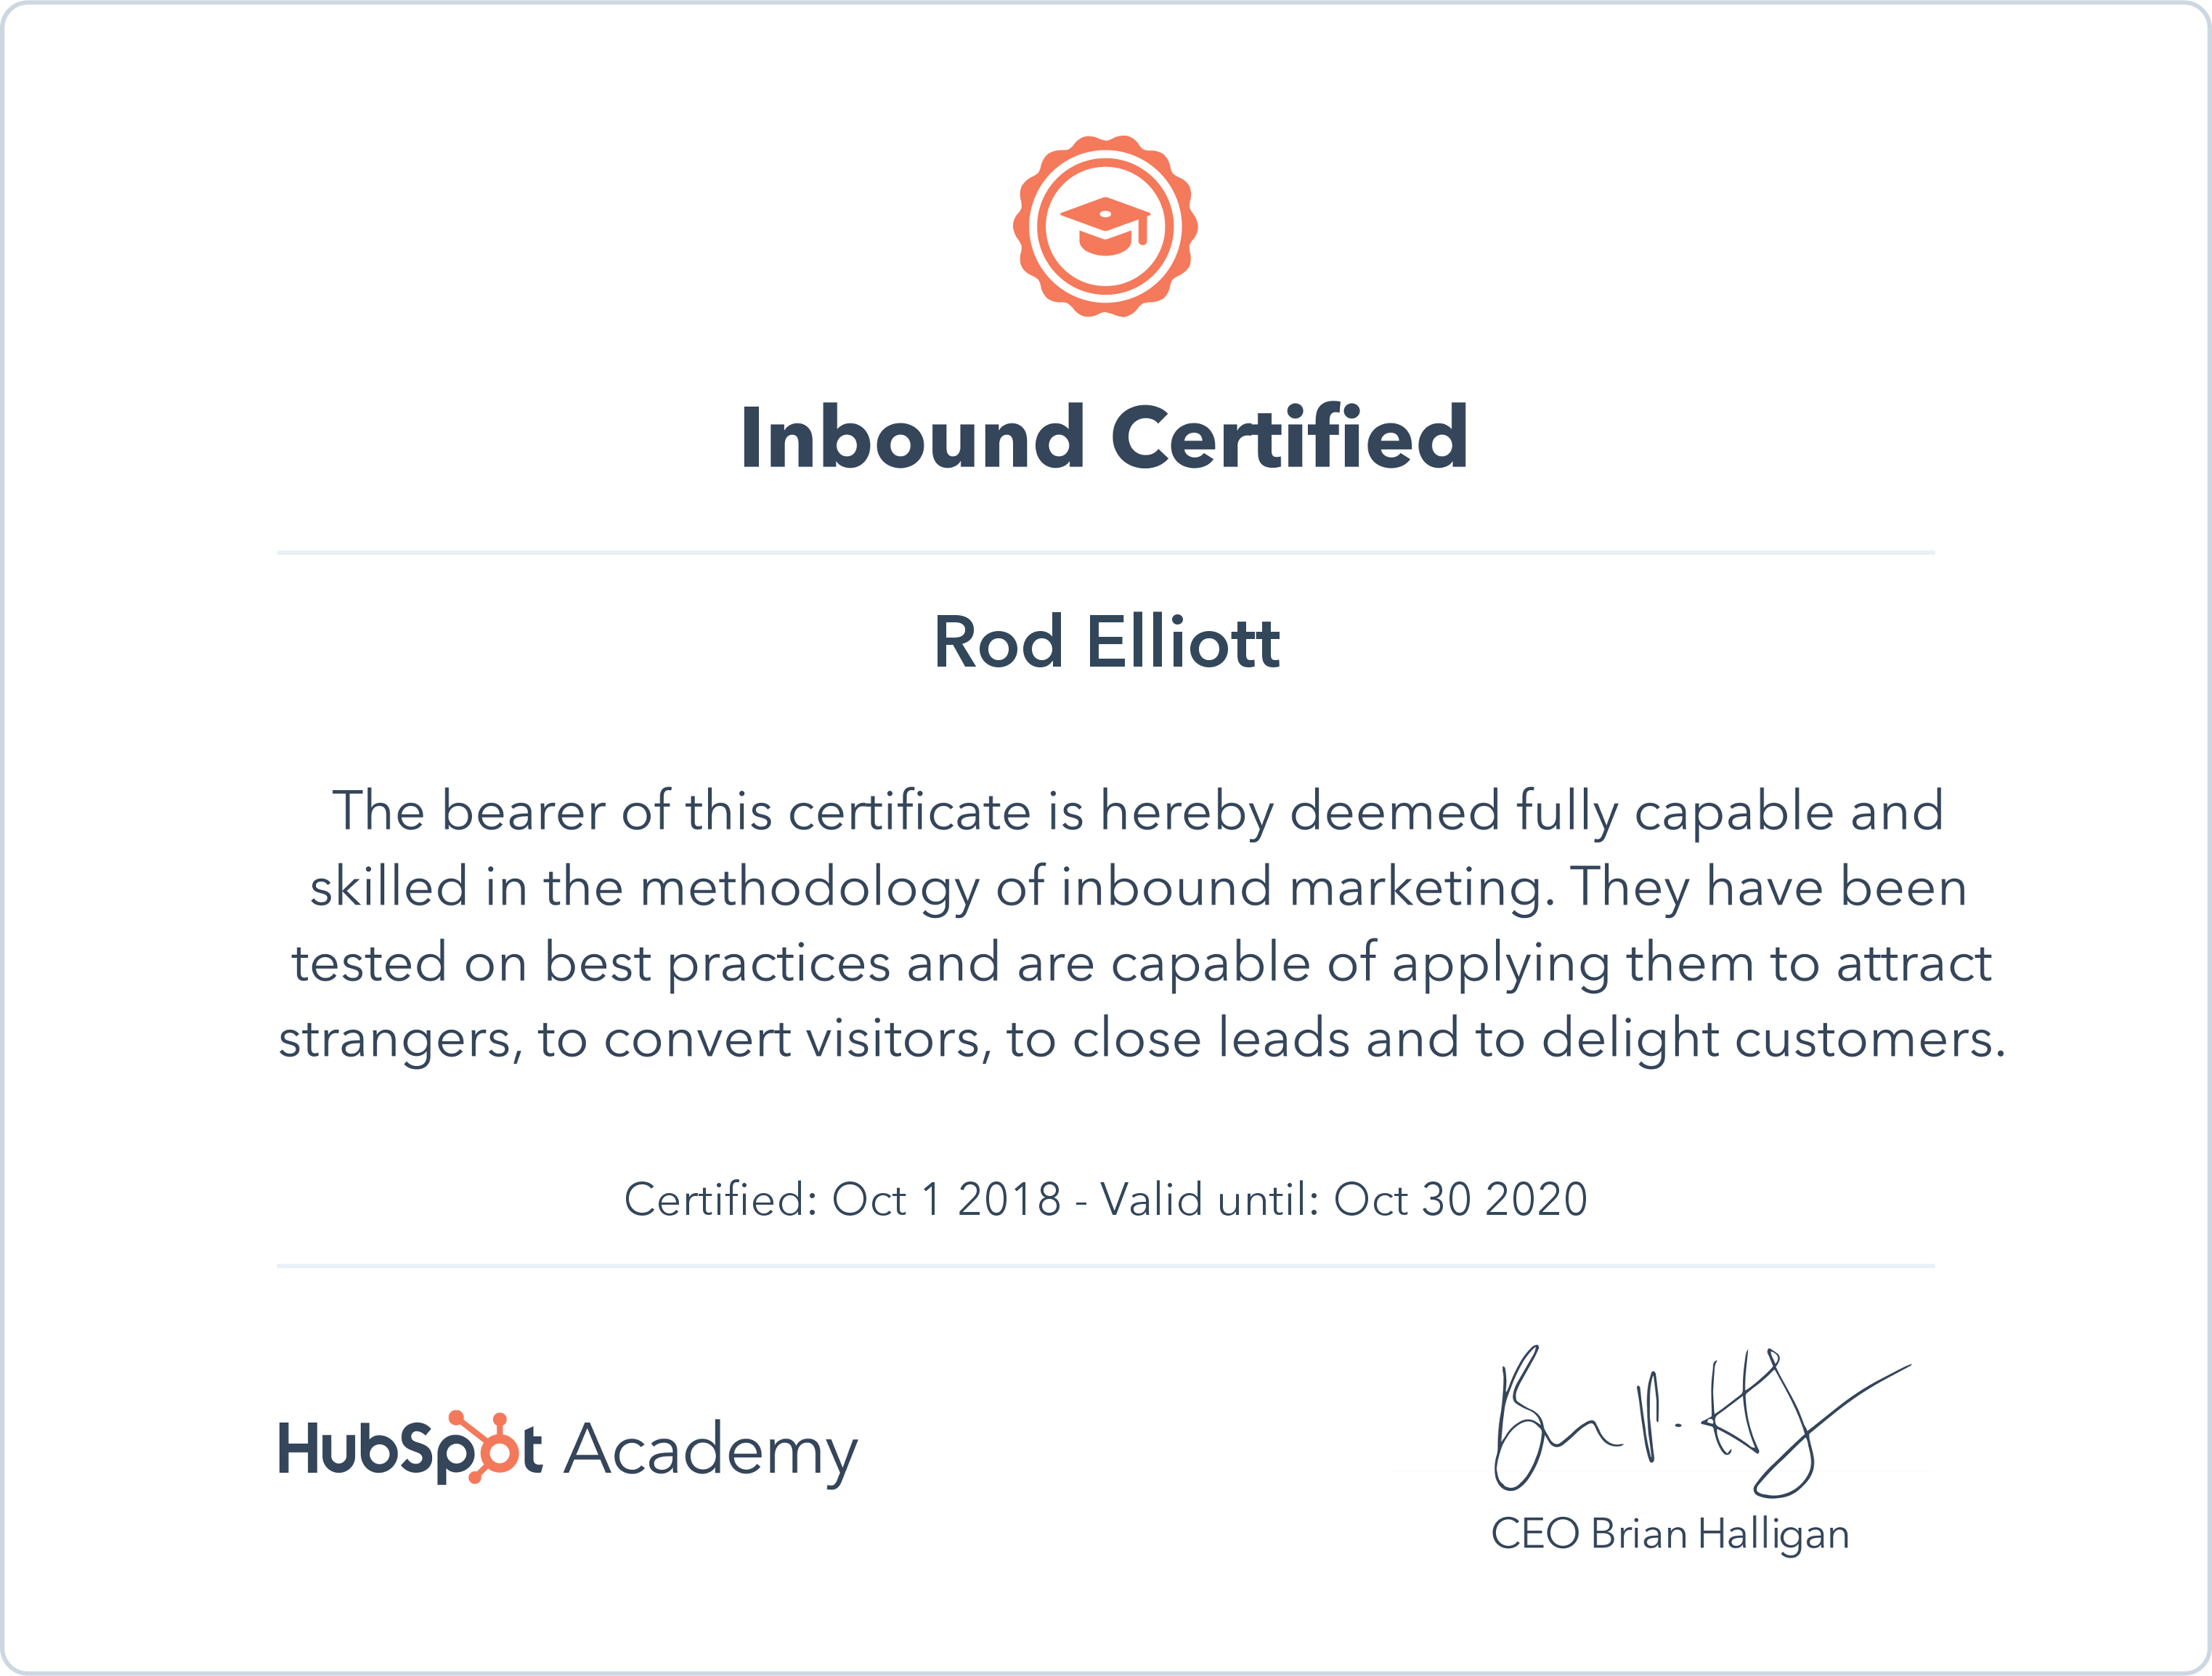 Inbound Certified
Rod Elliott
The bearer of this certificate is hereby deemed fully capable and
skilled in the methodology of inbound marketing. They have been
tested on best practices and are capable of applying them to attract
strangers, to convert visitors, to close leads and to delight customers.
Certified: Oct 1 2018 - Valid until: Oct 30 2020
HubSpot Academy
CEO Brian Halligan